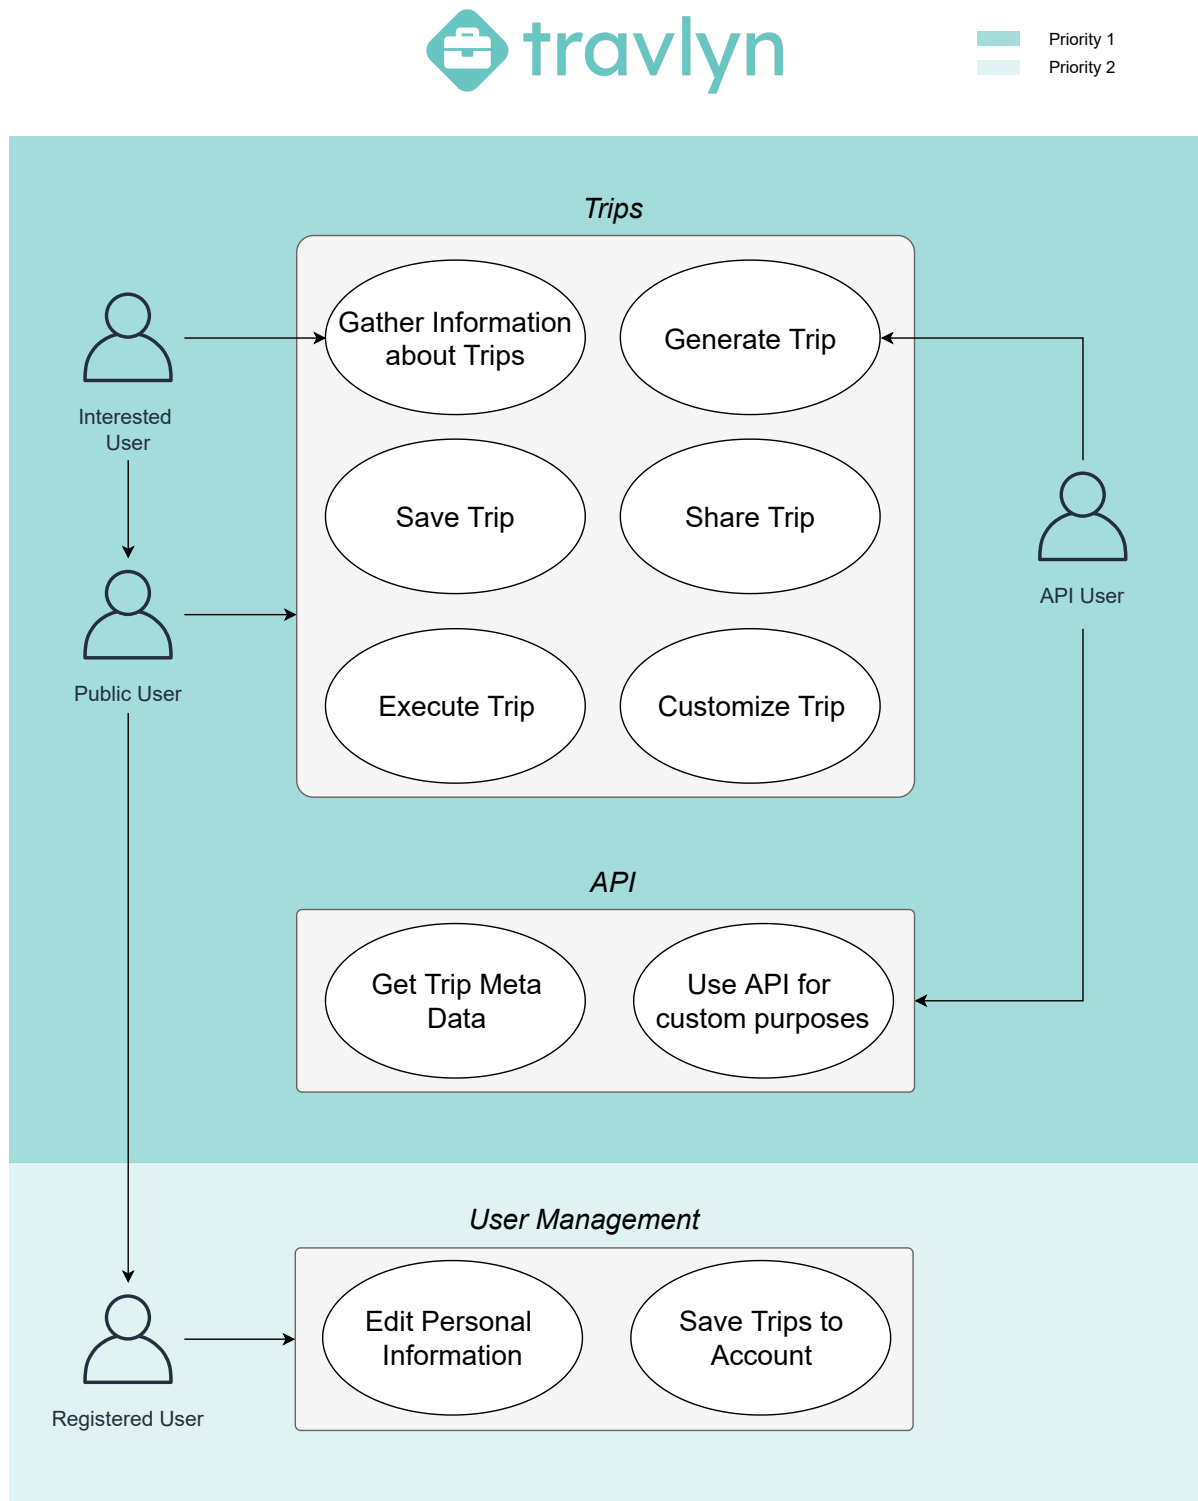 travlyn
Priority 1
Priority 2
Trips
Gather Information
about Trips
Generate Trip
Interested
User
Save Trip
Share Trip
API User
Public User
Execute Trip
Customize Trip
API
Get Trip Meta
Data
Use API for
custom purposes
User Management
Edit Personal
Information
Save Trips to
Account
Registered User